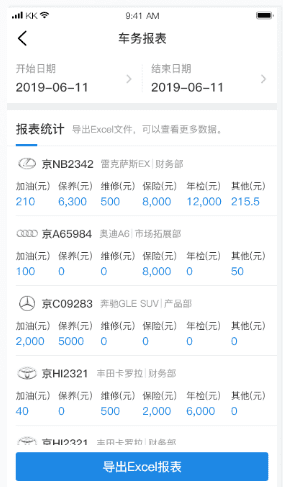 KK 9:41 AM
车务报表
开始日期 结束日期
2019-06-11 2019-06-11
报表统计 导出Excel文件，可以查看更多数据。
京NB2342 雷克萨斯EX|财务部
加油(元) 保养(元) 维修(元) 保险(元) 年检(元) 其他(元)
210 6,300 500 8,000 12,000 215.5
京A65984 奥迪A6|市场拓展部
加油(元) 保养(元) 维修(元) 保险(元) 年检(元) 其他(元)
100 0 0 8,000 0 50
京C09283 奔驰GLE SUV|产品部
加油(元) 保养(元) 维修(元) 保险(元) 年检(元) 其他(元)
2,000 5000 0 0 0 0
京HI2321 丰田卡罗拉|财务部
加油(元) 保养(元) 维修(元) 保险(元) 年检(元) 其他(元)
40 0 500 2,000 6,000 0
京HI2321 丰田卡罗拉|财务部
导出Excel报表